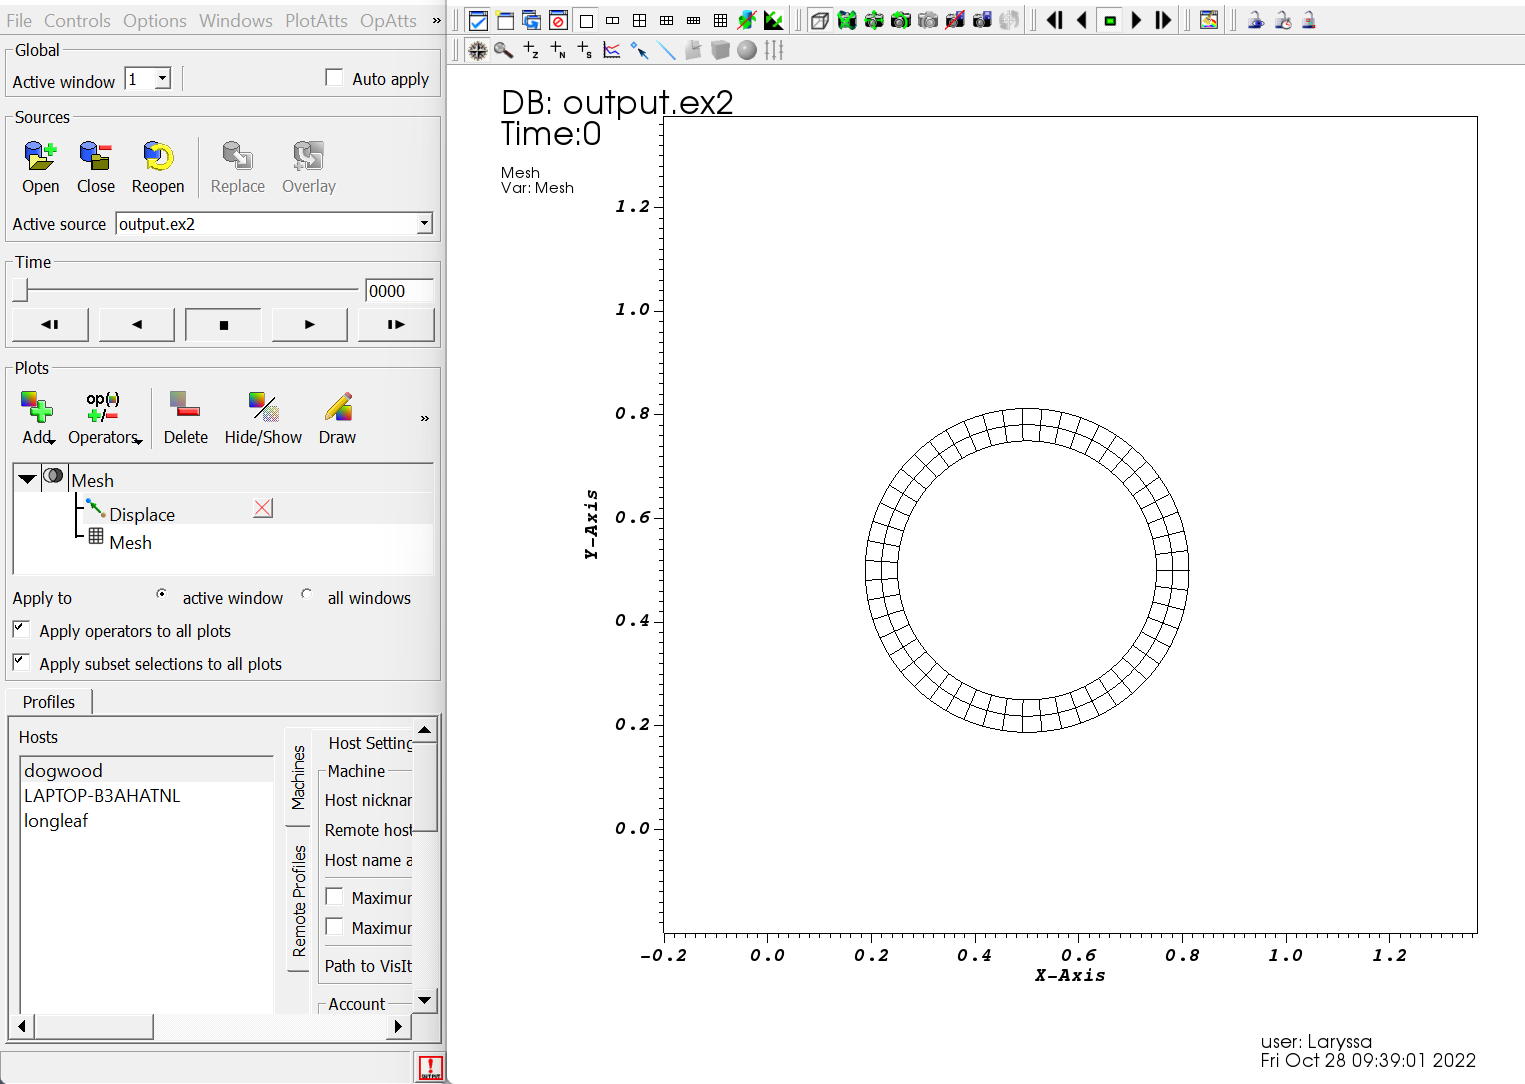 File Controls Options Windows PlotAtts OpAtts »
Global
Active window 1
Auto apply
Sources
Open Close Reopen Replace Overlay
Active source output.ex2
Time
0000
Plots
op()
+/-
Add Operators Delete Hide/Show Draw »
Mesh
Displace
Mesh
Apply to active window all windows
Apply operators to all plots
Apply subset selections to all plots
Profiles
Hosts
dogwood
LAPTOP-B3AHATNL
longleaf
Machines
Remote Profiles
Host Setting
Machine
Host nicknar
Remote host
Host name a
Maximur
Maximur
Path to VisIt
Account
DB: output.ex2
Time:0
Mesh
Var: Mesh
1.2
1.0
0.8
0.6
0.4
0.2
0.0
Y-Axis
-0.2 0.0 0.2 0.4 0.6 0.8 1.0 1.2
X-Axis
user: Laryssa
Fri Oct 28 09:39:01 2022